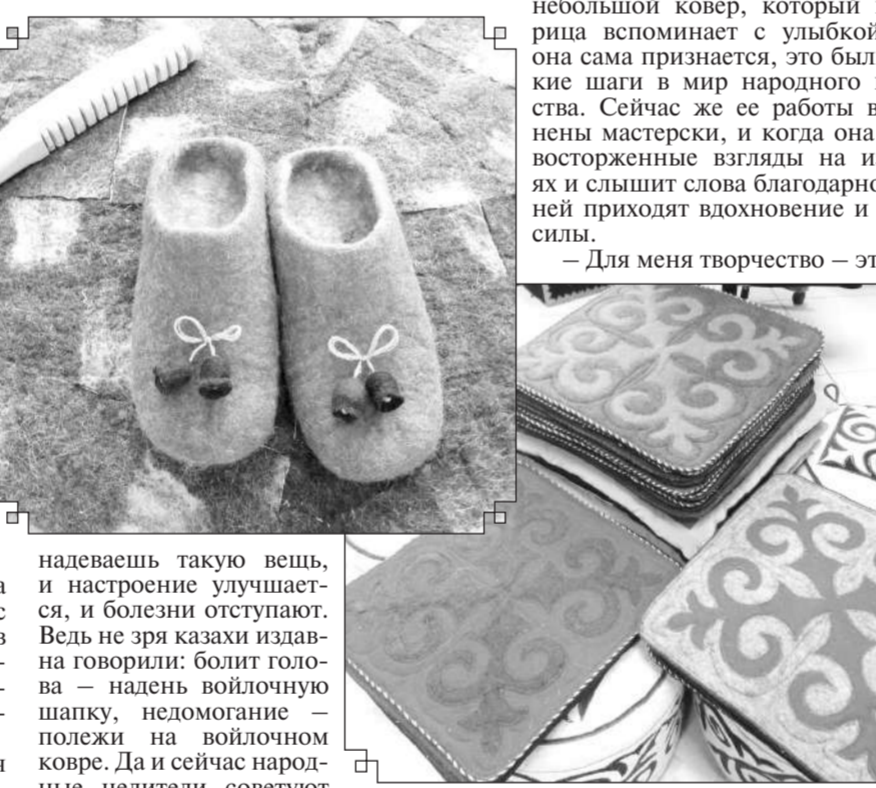 надеваешь такую вещь,
и настроение улучшает-
ся, и болезни отступают.
Ведь не зря казахи издав-
на говорили: болит голо-
ва – надень войлочную
шапку, недомогание –
полежи на войлочном
ковре. Да и сейчас народ-
ные целители советуют
небольшой ковер, который
рица вспоминает с улыбкой
она сама признается, это был
кие шаги в мир народного
ства. Сейчас же ее работы в
нены мастерски, и когда она
восторженные взгляды на и
ях и слышит слова благодарно
ней приходят вдохновение и
силы.
– Для меня творчество – эт